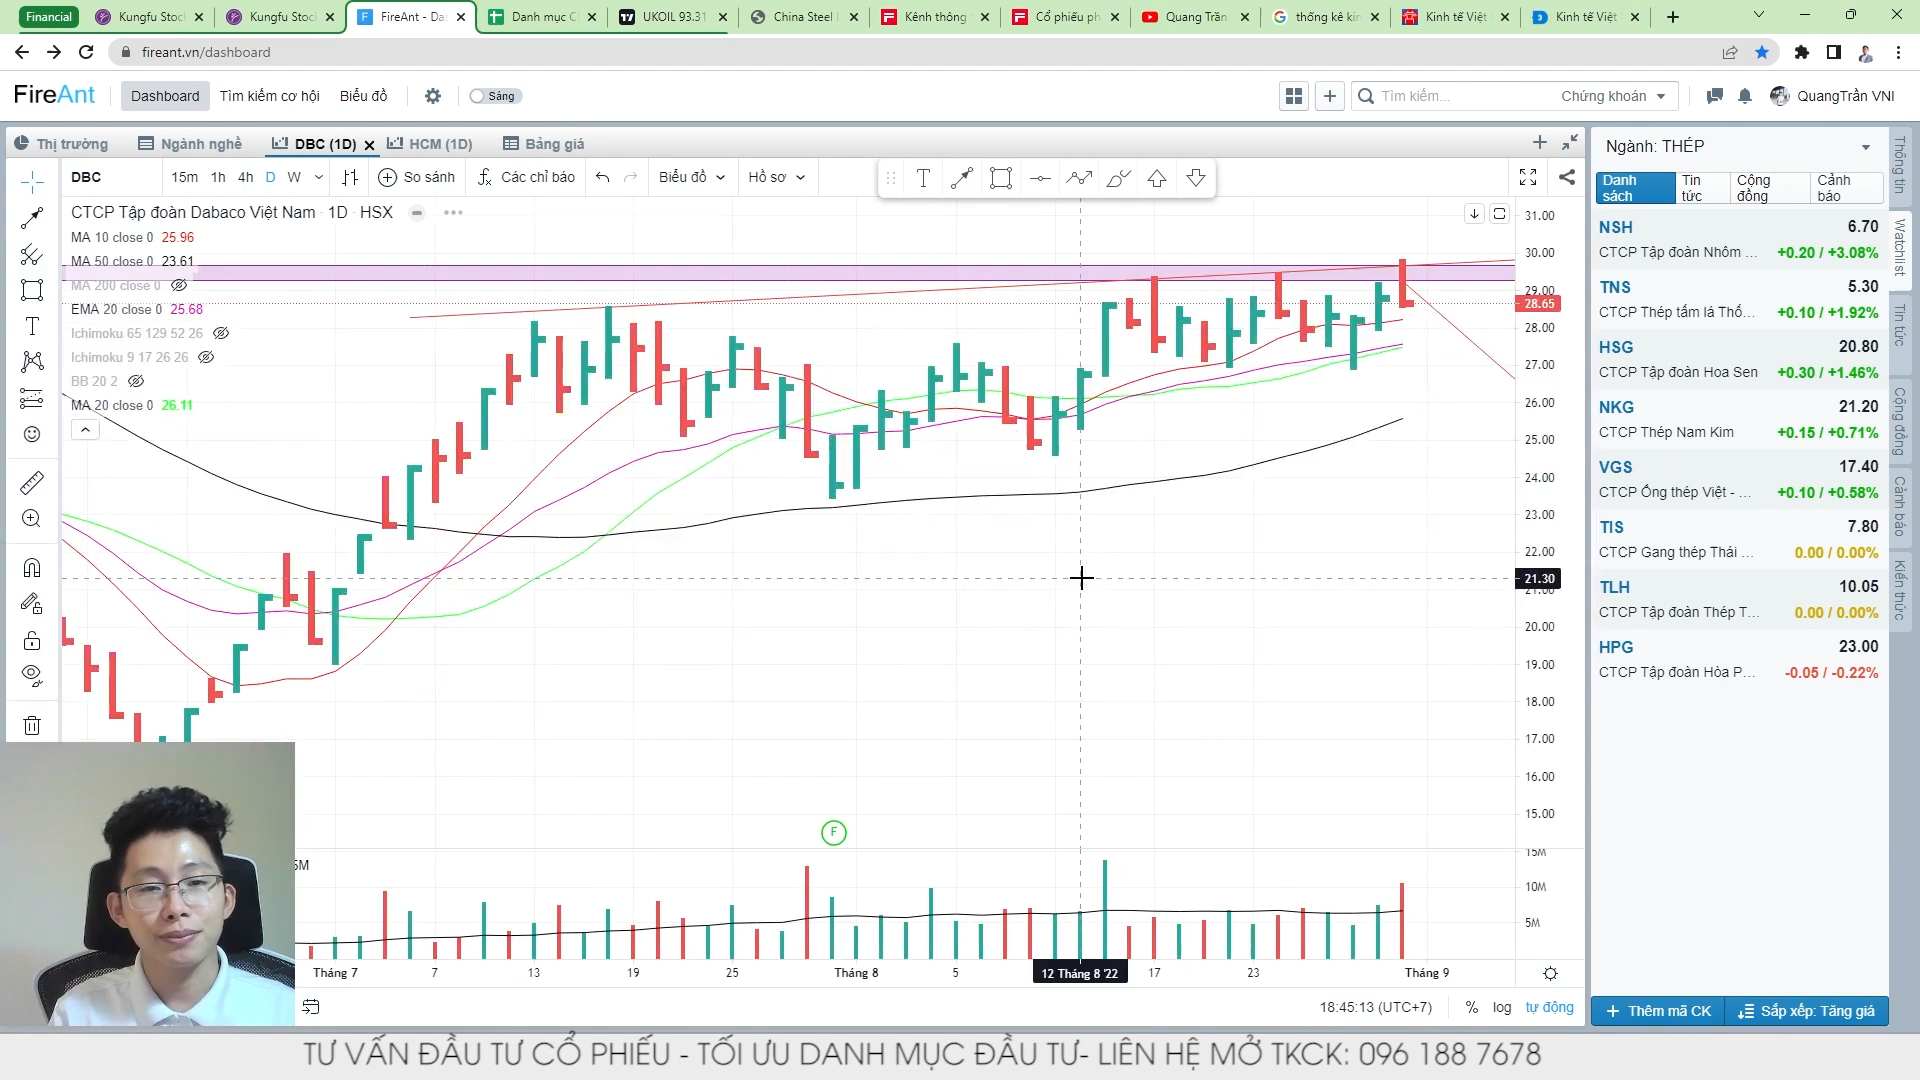 Financial
Kungfu Stoc
Kungfu Stoc
FireAnt - Da
Danh mục C
UKOIL 93.31
China Steel
Kênh thông
Cổ phiếu ph
Quang Trần
thống kê kin
Kinh tế Việt
Kinh tế Việt
fireant.vn/dashboard
FireAnt Dashboard Tìm kiếm cơ hội Biểu đồ Sáng Tìm kiếm... Chứng khoán QuangTrần VNI
Thị trường Ngành nghề DBC (1D) HCM (1D) Bảng giá
DBC 15m 1h 4h D W So sánh Các chỉ báo Biểu đồ Hồ sơ
CTCP Tập đoàn Dabaco Việt Nam · 1D · HSX
MA 10 close 0 25.96
MA 50 close 0 23.61
MA 200 close 0
EMA 20 close 0 25.68
Ichimoku 65 129 52 26
Ichimoku 9 17 26 26
BB 20 2
MA 20 close 0 26.11
31.00
30.00
29.00
28.65
28.00
27.00
26.00
25.00
24.00
23.00
22.00
21.30
21.00
20.00
19.00
18.00
17.00
16.00
15.00
F
15M
10M
5M
Tháng 7 7 13 19 25 Tháng 8 5 12 Tháng 8 '22 17 23 Tháng 9
18:45:13 (UTC+7) % log tự động
Ngành: THÉP
Danh sách
Tin tức
Cộng đồng
Cảnh báo
NSH 6.70
CTCP Tập đoàn Nhôm ... +0.20 / +3.08%
TNS 5.30
CTCP Thép tấm lá Thố... +0.10 / +1.92%
HSG 20.80
CTCP Tập đoàn Hoa Sen +0.30 / +1.46%
NKG 21.20
CTCP Thép Nam Kim +0.15 / +0.71%
VGS 17.40
CTCP Ống thép Việt - ... +0.10 / +0.58%
TIS 7.80
CTCP Gang thép Thái ... 0.00 / 0.00%
TLH 10.05
CTCP Tập đoàn Thép T... 0.00 / 0.00%
HPG 23.00
CTCP Tập đoàn Hòa P... -0.05 / -0.22%
Thêm mã CK Sắp xếp: Tăng giá
Thông tin
Watchlist
Tin tức
Cộng đồng
Cảnh báo
Kiến thức
TƯ VẤN ĐẦU TƯ CỔ PHIẾU - TỐI ƯU DANH MỤC ĐẦU TƯ- LIÊN HỆ MỞ TKCK: 096 188 7678